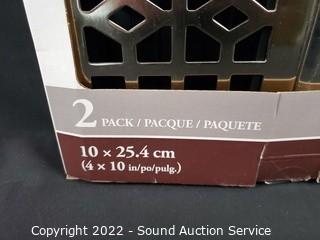 2 PACK / PACQUE / PAQUETE
10 × 25.4 cm
(4 × 10 in/po/pulg.)
Copyright 2022 - Sound Auction Service